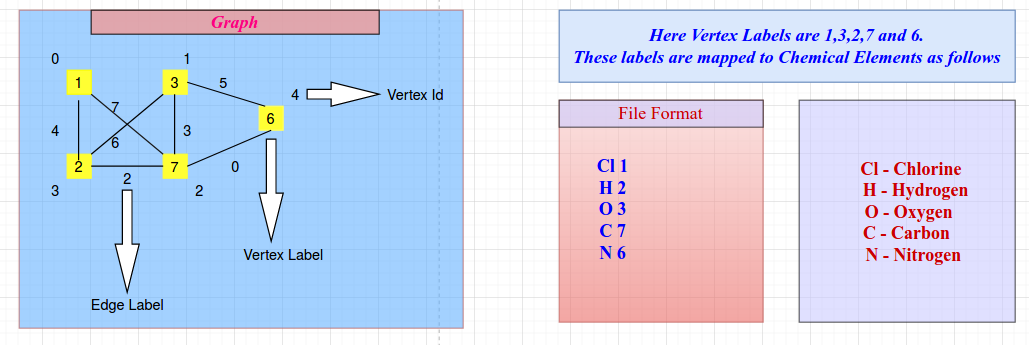 Graph
0
1
1
3
5
4
Vertex Id
7
6
4
3
6
2
7
0
2
3
2
Vertex Label
Edge Label
Here Vertex Labels are 1,3,2,7 and 6.
These labels are mapped to Chemical Elements as follows
File Format
Cl 1
H 2
O 3
C 7
N 6
Cl - Chlorine
H - Hydrogen
O - Oxygen
C - Carbon
N - Nitrogen